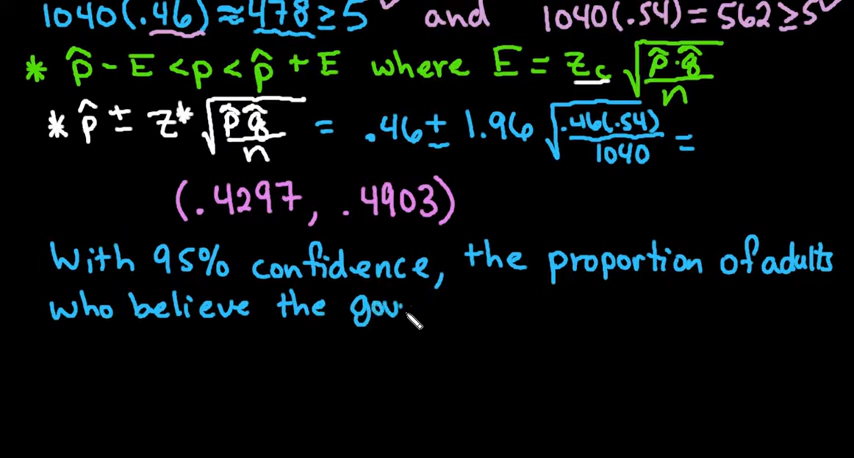 1040(.46) ≈ 478 ≥ 5 ✓ and 1040(.54) = 562 ≥ 5 ✓
* p̂ - E < p < p̂ + E where E = z_c √(p̂·q̂/n)
* p̂ ± z* √(p̂q̂/n) = .46 ± 1.96 √(.46(.54)/1040) =
(.4297, .4903)
With 95% confidence, the proportion of adults
who believe the gov